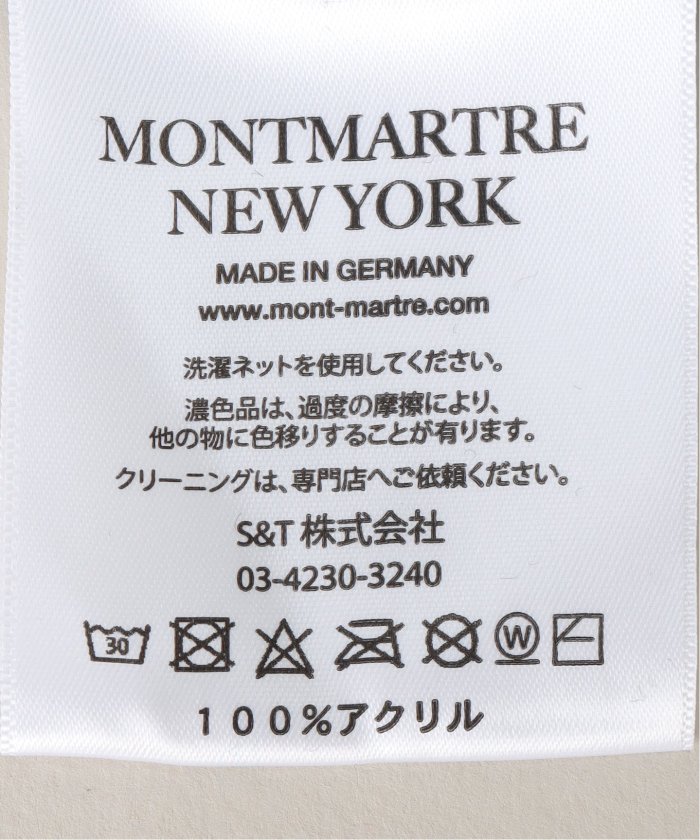 MONTMARTRE
NEW YORK
MADE IN GERMANY
www.mont-martre.com
洗濯ネットを使用してください。
濃色品は、過度の摩擦により、
他の物に色移りすることが有ります。
クリーニングは、専門店へご依頼ください。
S&T 株式会社
03-4230-3240
30 W
100%アクリル